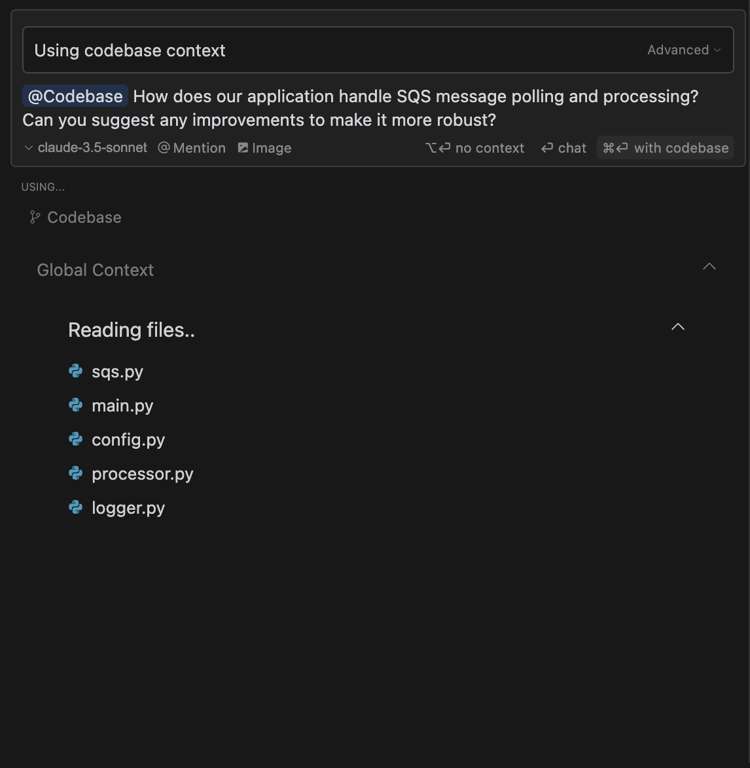 Using codebase context Advanced
@Codebase How does our application handle SQS message polling and processing?
Can you suggest any improvements to make it more robust?
claude-3.5-sonnet @ Mention Image ⌥⏎ no context ⏎ chat ⌘⏎ with codebase
USING...
Codebase
Global Context
Reading files..
sqs.py
main.py
config.py
processor.py
logger.py